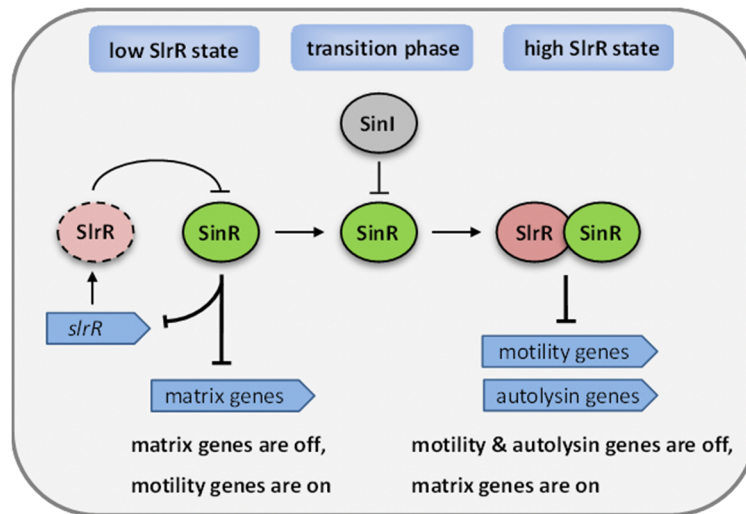 low SlrR state
transition phase
high SlrR state
SinI
SlrR
SinR
SinR
SlrR
SinR
slrR
motility genes
matrix genes
autolysin genes
matrix genes are off,
motility genes are on
motility & autolysin genes are off,
matrix genes are on